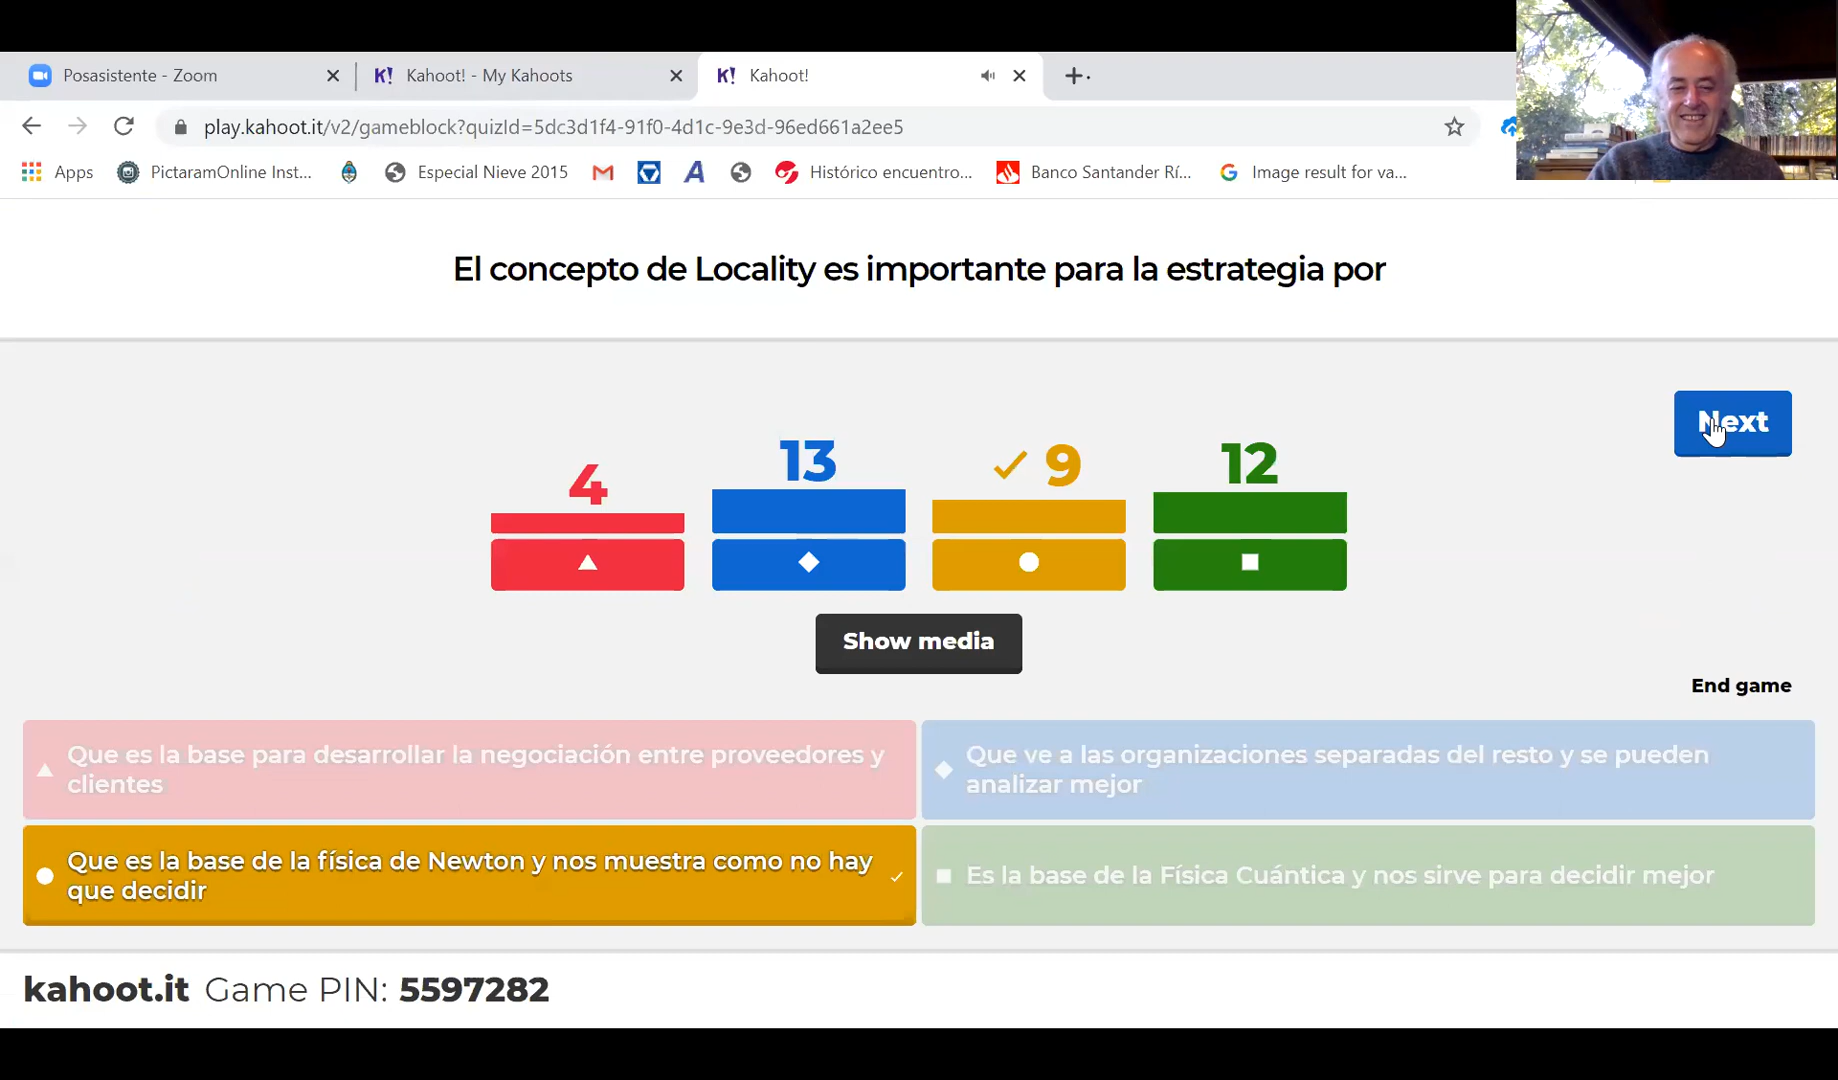 Posasistente - Zoom
K! Kahoot! - My Kahoots
K! Kahoot!
play.kahoot.it/v2/gameblock?quizId=5dc3d1f4-91f0-4d1c-9e3d-96ed661a2ee5
Apps PictaramOnline Inst... Especial Nieve 2015 Histórico encuentro... Banco Santander Rí... Image result for va...
El concepto de Locality es importante para la estrategia por
Next
4 13 9 12
Show media
End game
Que es la base para desarrollar la negociación entre proveedores y
clientes
Que ve a las organizaciones separadas del resto y se pueden
analizar mejor
Que es la base de la física de Newton y nos muestra como no hay
que decidir
Es la base de la Física Cuántica y nos sirve para decidir mejor
kahoot.it Game PIN: 5597282